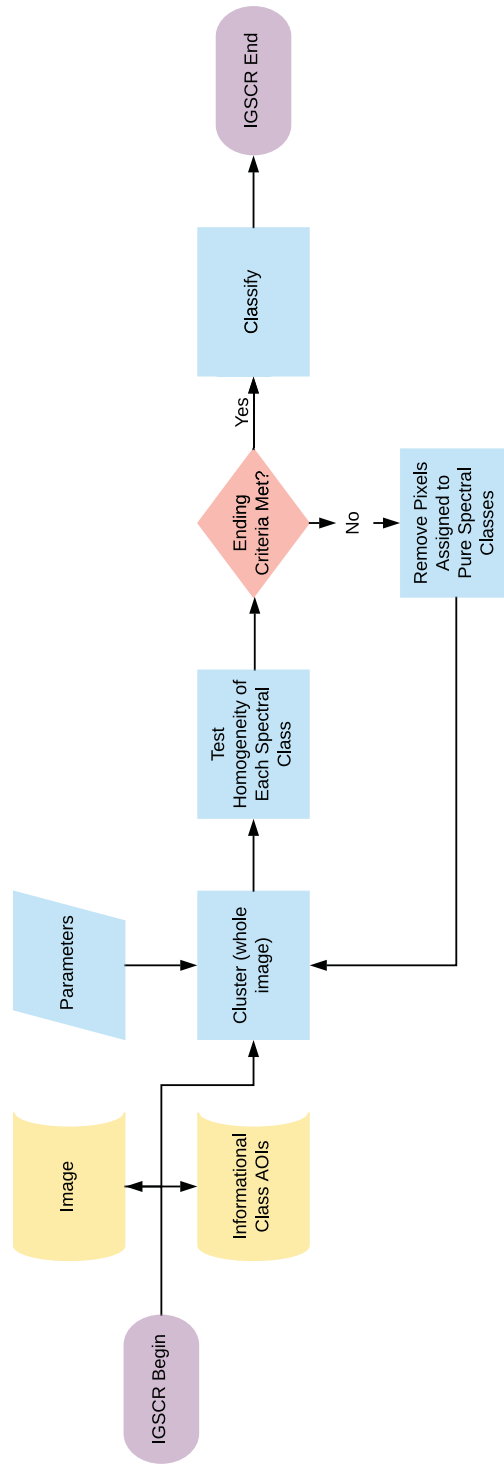 IGSCR Begin
Image
Informational
Class AOIs
Parameters
Cluster (whole
image)
Test
Homogeneity of
Each Spectral
Class
Ending
Criteria Met?
Yes
No
Remove Pixels
Assigned to
Pure Spectral
Classes
Classify
IGSCR End